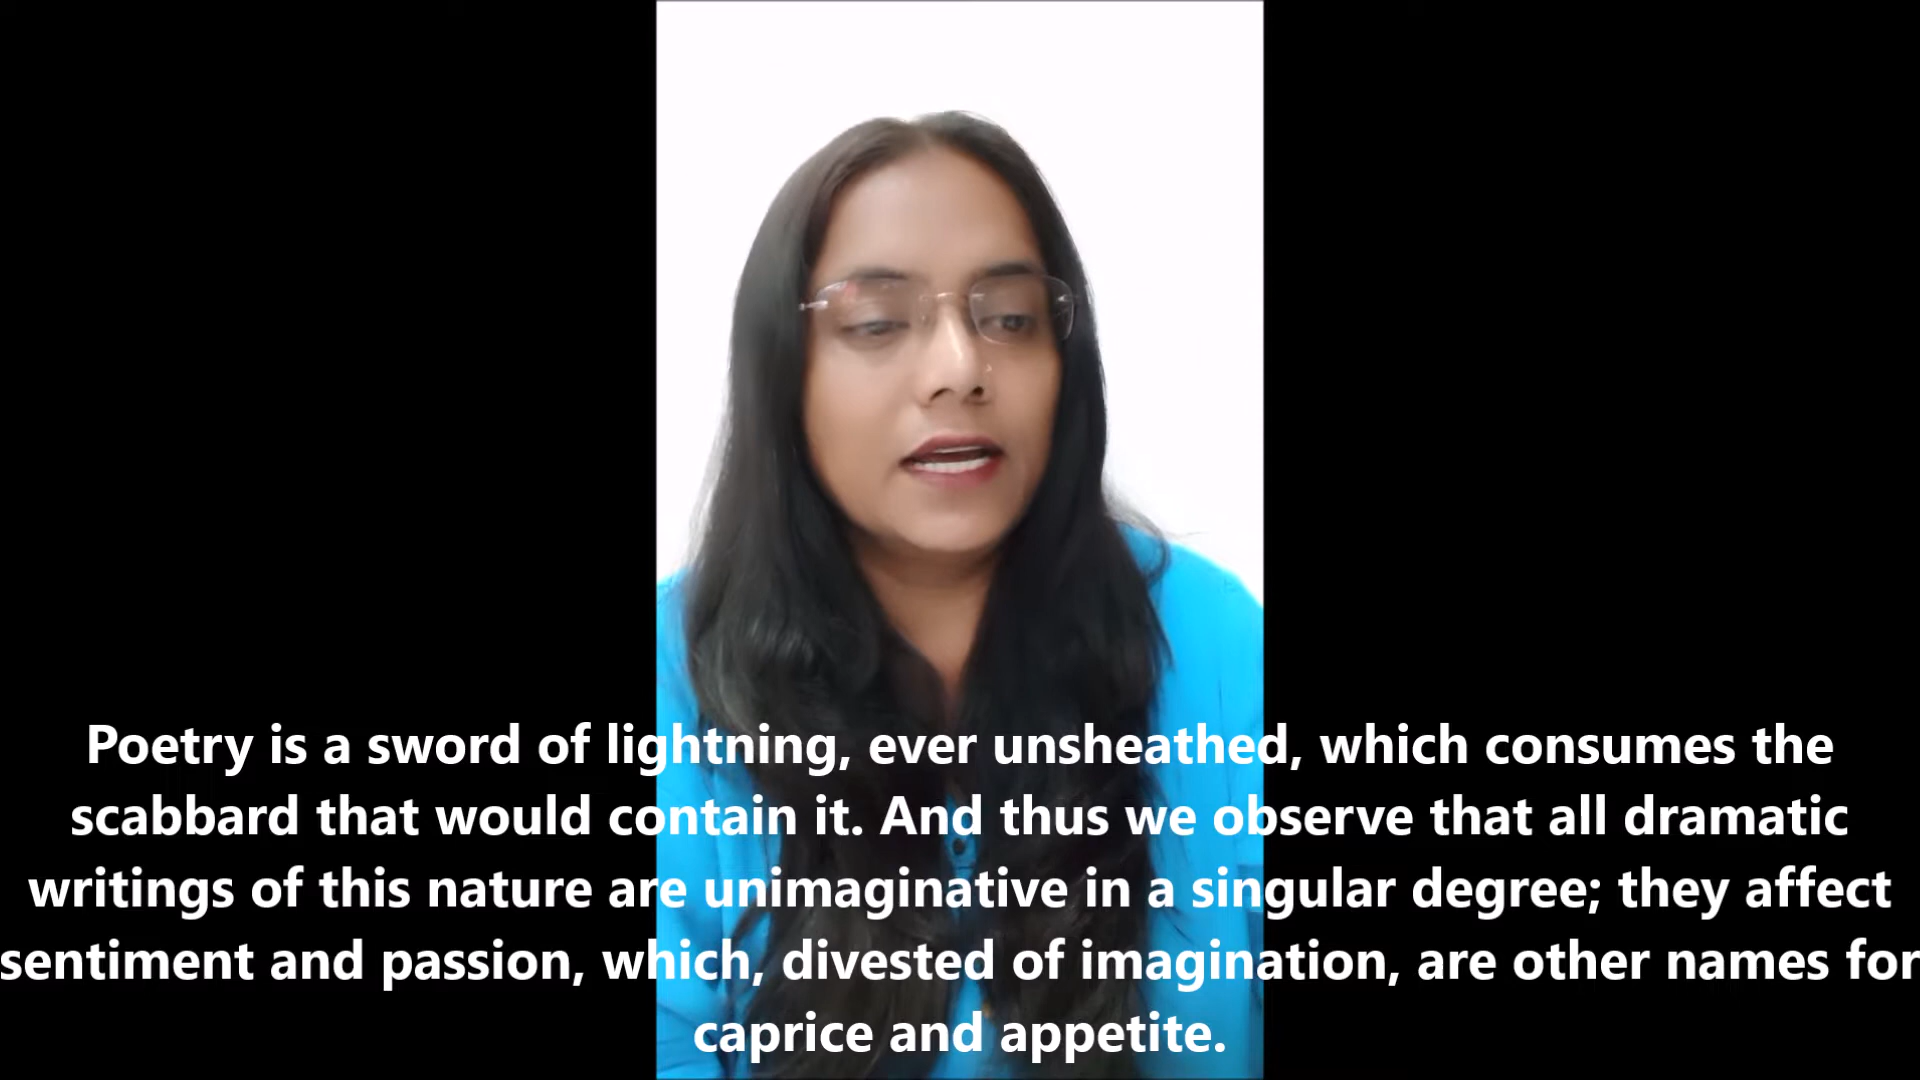 Poetry is a sword of lightning, ever unsheathed, which consumes the
scabbard that would contain it. And thus we observe that all dramatic
writings of this nature are unimaginative in a singular degree; they affect
sentiment and passion, which, divested of imagination, are other names for
caprice and appetite.